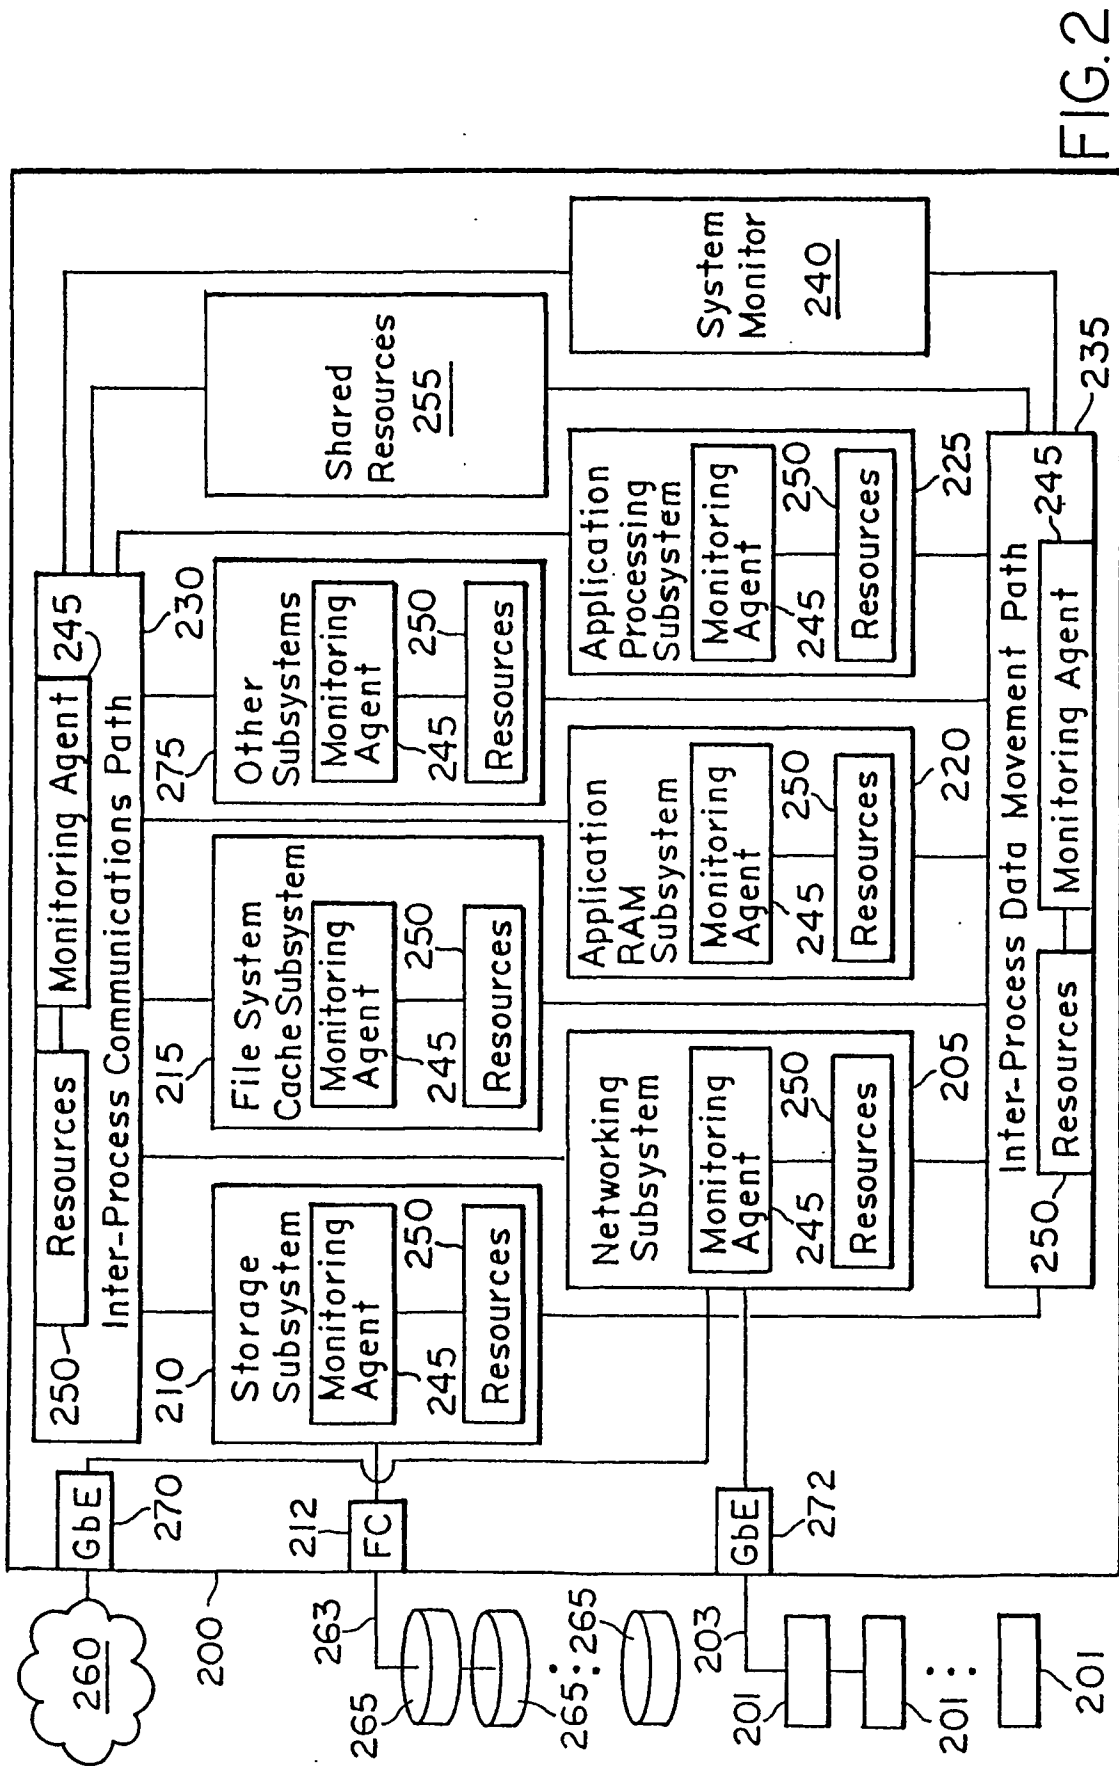 260
GbE
270
200
250
Resources
Monitoring Agent
245
Inter-Process Communications Path
230
210
Storage
Subsystem
Monitoring
Agent
245
250
Resources
215
File System
Cache Subsystem
Monitoring
Agent
245
250
Resources
275
Other
Subsystems
Monitoring
Agent
245
250
Resources
Shared
Resources
255
System
Monitor
240
212
FC
263
265
265
265
GbE
272
203
201
201
201
Networking
Subsystem
Monitoring
Agent
245
250
Resources
205
Application
RAM
Subsystem
Monitoring
Agent
245
250
Resources
220
Application
Processing
Subsystem
Monitoring
Agent
245
250
Resources
225
Inter-Process Data Movement Path
235
250
Resources
Monitoring Agent
245
FIG.2